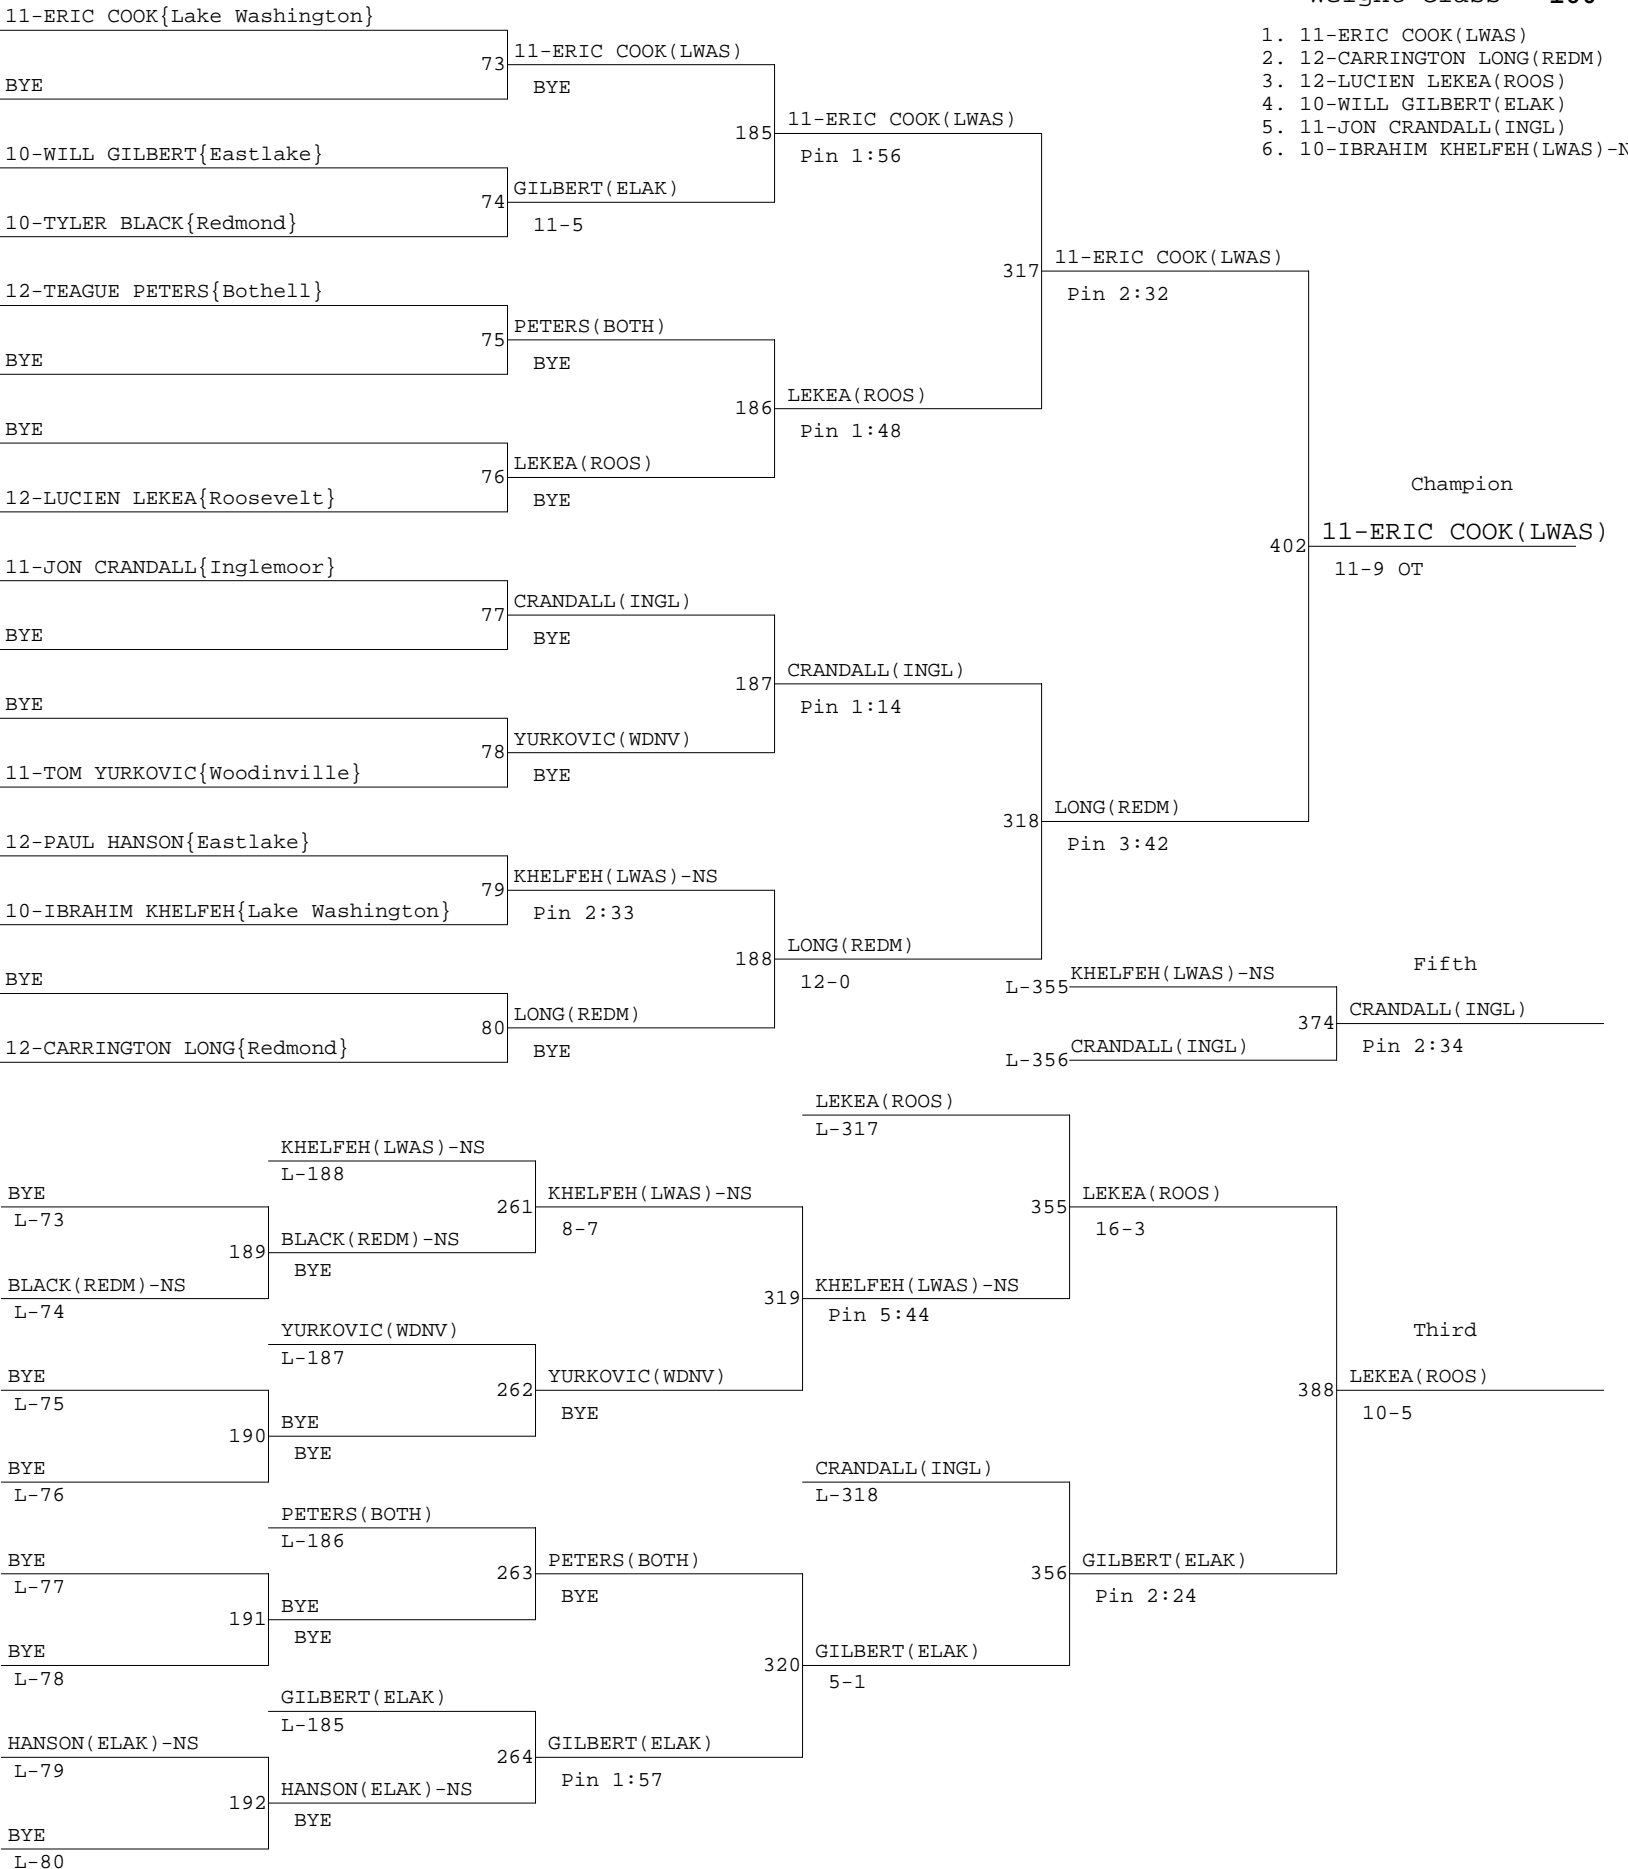 Weight Class
1. 11-ERIC COOK(LWAS)
2. 12-CARRINGTON LONG(REDM)
3. 12-LUCIEN LEKEA(ROOS)
4. 10-WILL GILBERT(ELAK)
5. 11-JON CRANDALL(INGL)
6. 10-IBRAHIM KHELFEH(LWAS)-N
11-ERIC COOK{Lake Washington}
73
BYE
11-ERIC COOK(LWAS)
BYE
10-WILL GILBERT{Eastlake}
74
10-TYLER BLACK{Redmond}
GILBERT(ELAK)
11-5
185
11-ERIC COOK(LWAS)
Pin 1:56
12-TEAGUE PETERS{Bothell}
75
BYE
PETERS(BOTH)
BYE
BYE
76
12-LUCIEN LEKEA{Roosevelt}
LEKEA(ROOS)
BYE
186
LEKEA(ROOS)
Pin 1:48
317
11-ERIC COOK(LWAS)
Pin 2:32
11-JON CRANDALL{Inglemoor}
77
BYE
CRANDALL(INGL)
BYE
BYE
78
11-TOM YURKOVIC{Woodinville}
YURKOVIC(WDNV)
BYE
187
CRANDALL(INGL)
Pin 1:14
12-PAUL HANSON{Eastlake}
79
10-IBRAHIM KHELFEH{Lake Washington}
KHELFEH(LWAS)-NS
Pin 2:33
BYE
80
12-CARRINGTON LONG{Redmond}
LONG(REDM)
BYE
188
LONG(REDM)
12-0
318
LONG(REDM)
Pin 3:42
Champion
402
11-ERIC COOK(LWAS)
11-9 OT
Fifth
L-355
KHELFEH(LWAS)-NS
374
L-356
CRANDALL(INGL)
CRANDALL(INGL)
Pin 2:34
BYE
L-73
189
BLACK(REDM)-NS
L-74
KHELFEH(LWAS)-NS
L-188
261
BLACK(REDM)-NS
BYE
KHELFEH(LWAS)-NS
8-7
BYE
L-75
190
BYE
L-76
YURKOVIC(WDNV)
L-187
262
BYE
BYE
YURKOVIC(WDNV)
BYE
319
LEKEA(ROOS)
L-317
355
KHELFEH(LWAS)-NS
Pin 5:44
LEKEA(ROOS)
16-3
BYE
L-77
191
BYE
L-78
PETERS(BOTH)
L-186
263
BYE
BYE
PETERS(BOTH)
BYE
HANSON(ELAK)-NS
L-79
192
BYE
L-80
GILBERT(ELAK)
L-185
264
HANSON(ELAK)-NS
BYE
GILBERT(ELAK)
Pin 1:57
320
CRANDALL(INGL)
L-318
356
GILBERT(ELAK)
5-1
GILBERT(ELAK)
Pin 2:24
Third
388
LEKEA(ROOS)
10-5